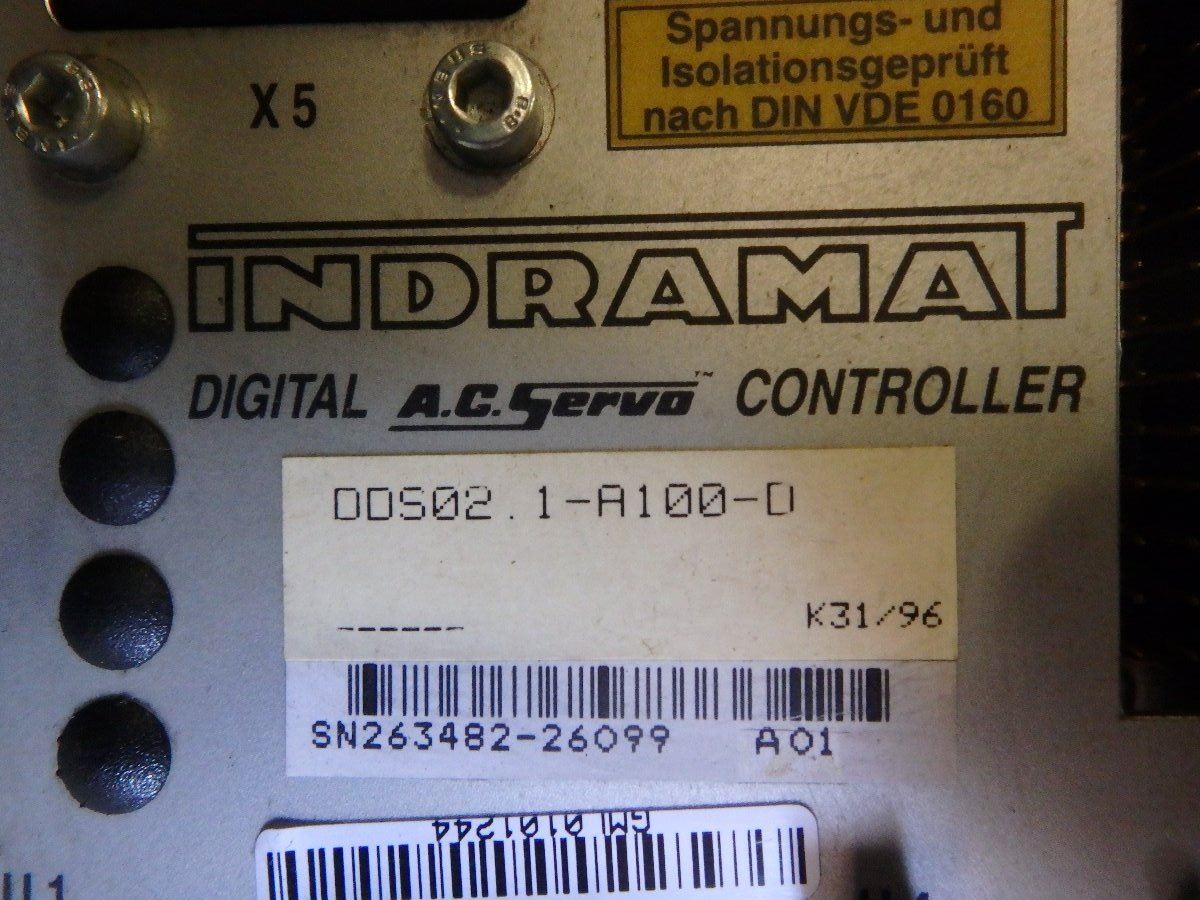 X5
Spannungs- und
Isolationsgeprüft
nach DIN VDE 0160
INDRAMAT
DIGITAL A.C. Servo™ CONTROLLER
DDS02.1-A100-D
------ K31/96
SN263482-26099 A01
GML0101244